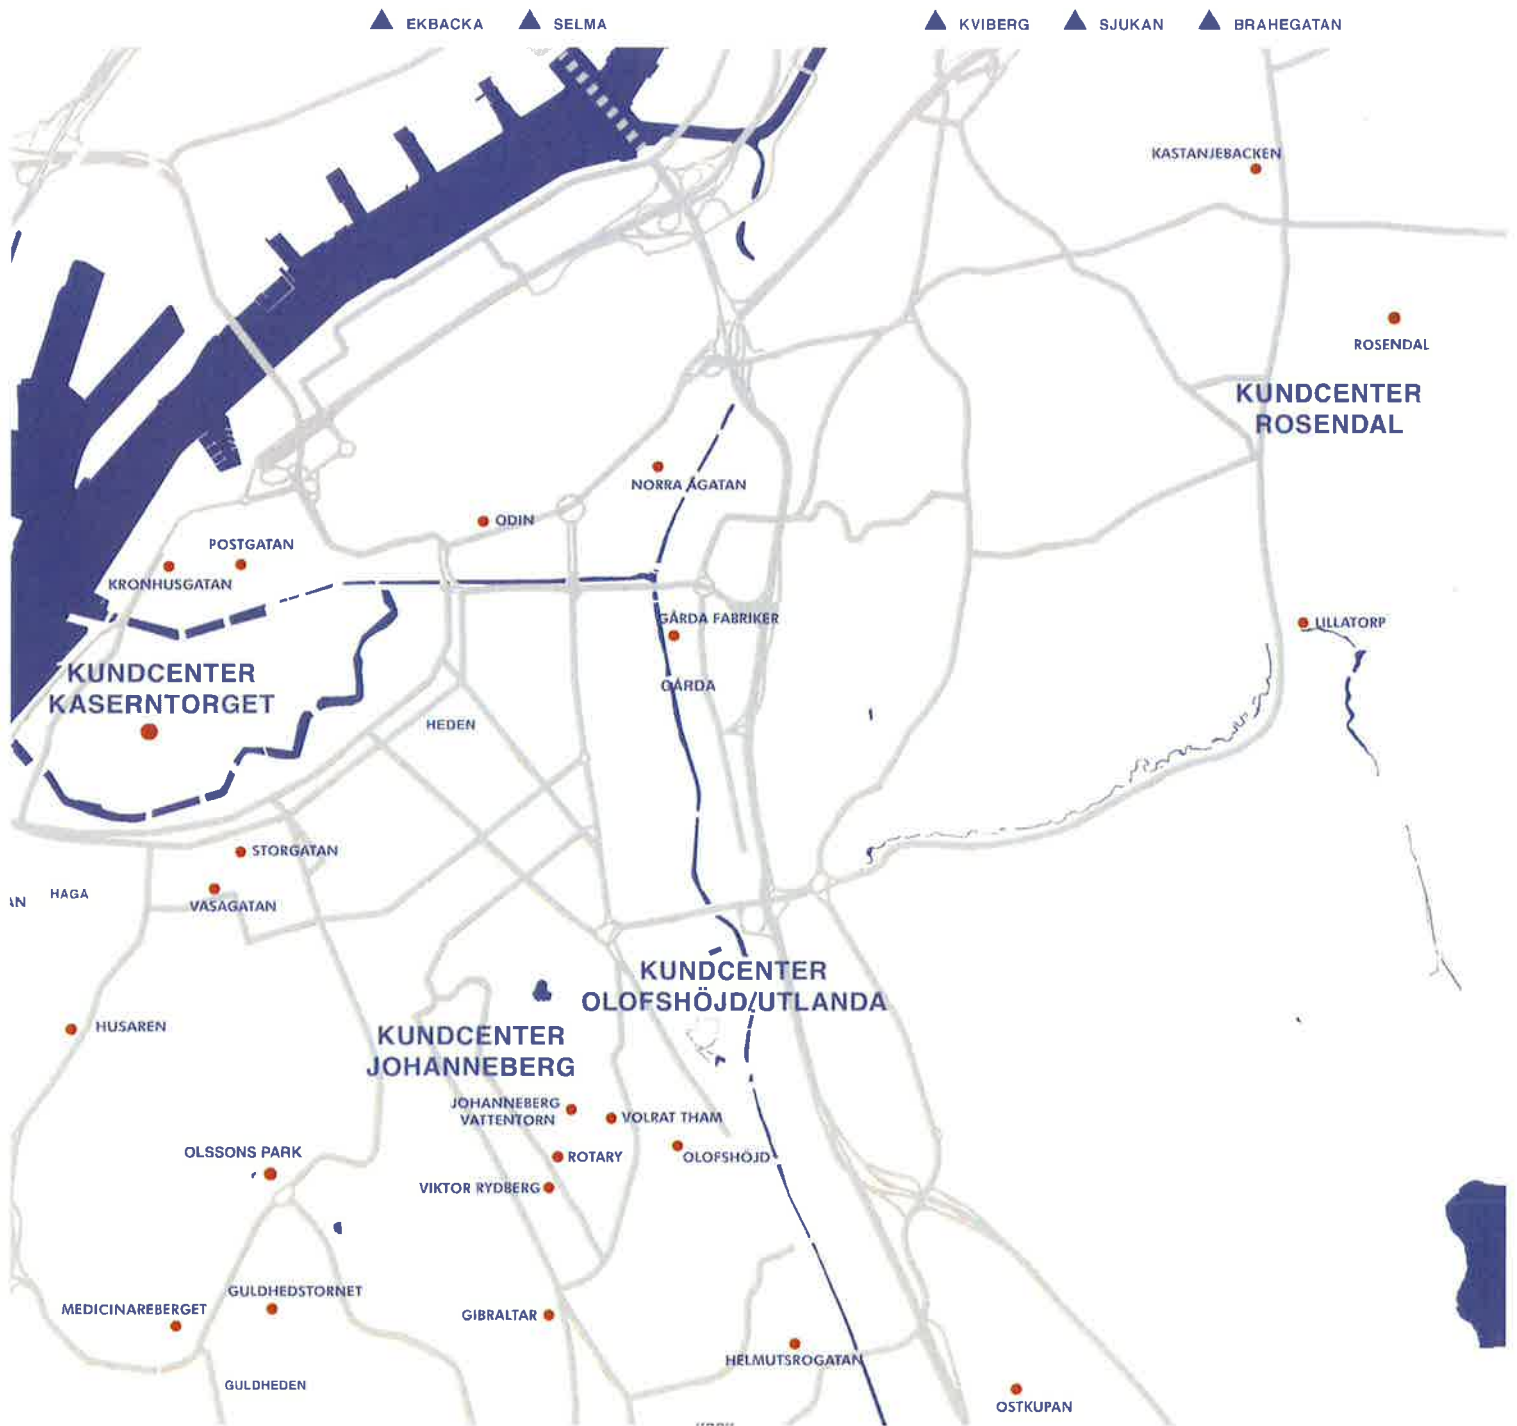 EKBACKA
SELMA
KVIBERG
SJUKAN
BRAHEGATAN
KASTANJEBACKEN
ROSENDAL
KUNDCENTER
ROSENDAL
NORRA ÅGATAN
ODIN
POSTGATAN
KRONHUSGATAN
GÅRDA FABRIKER
LILLATORP
KUNDCENTER
KASERNTORGET
GÅRDA
HEDEN
STORGATAN
HAGA
AN
VASAGATAN
KUNDCENTER
OLOFSHÖJD/UTLANDA
HUSAREN
KUNDCENTER
JOHANNEBERG
JOHANNEBERG
VATTENTORN
VOLRAT THAM
OLSSONS PARK
ROTARY
OLOFSHÖJD
VIKTOR RYDBERG
GULDHEDSTORNET
MEDICINAREBERGET
GIBRALTAR
HELMUTSROGATAN
GULDHEDEN
OSTKUPAN